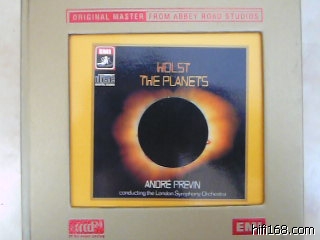 ORIGINAL MASTER FROM ABBEY ROAD STUDIOS
EMI
HOLST
THE PLANETS
ANDRÉ PREVIN
conducting the London Symphony Orchestra
EMI
hifi168.com